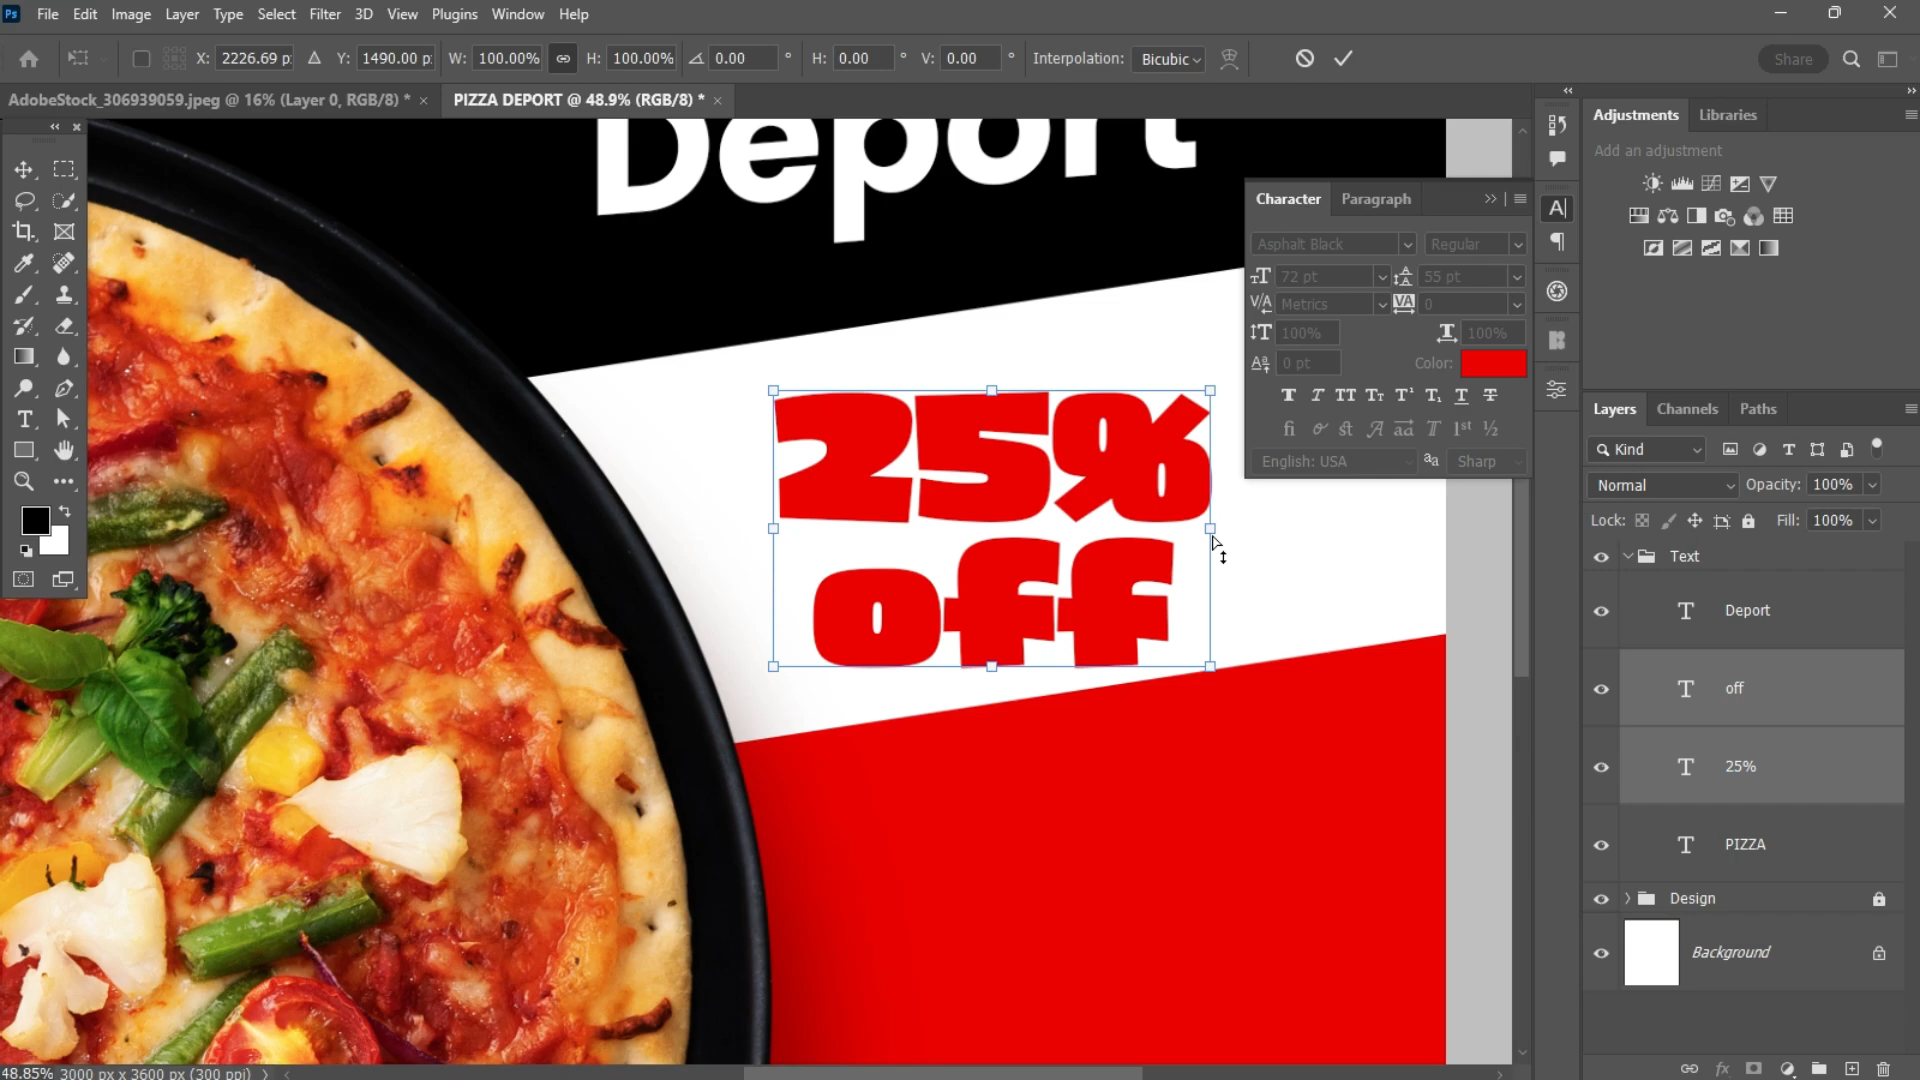 Ps File Edit Image Layer Type Select Filter 3D View Plugins Window Help
X: 2226.69 p Y: 1490.00 p W: 100.00% H: 100.00% 0.00 ° H: 0.00 ° V: 0.00 ° Interpolation: Bicubic Share
AdobeStock_306939059.jpeg @ 16% (Layer 0, RGB/8) * × PIZZA DEPORT @ 48.9% (RGB/8) * ×
Adjustments Libraries
Add an adjustment
Deport
Character Paragraph
Asphalt Black Regular
72 pt 55 pt
Metrics 0
100% 100%
0 pt Color:
English: USA aa Sharp
25%
off
Layers Channels Paths
Kind
Normal Opacity: 100%
Lock: Fill: 100%
Text
Deport
off
25%
PIZZA
Design
Background
48.85% 3000 px x 3600 px (300 ppi)